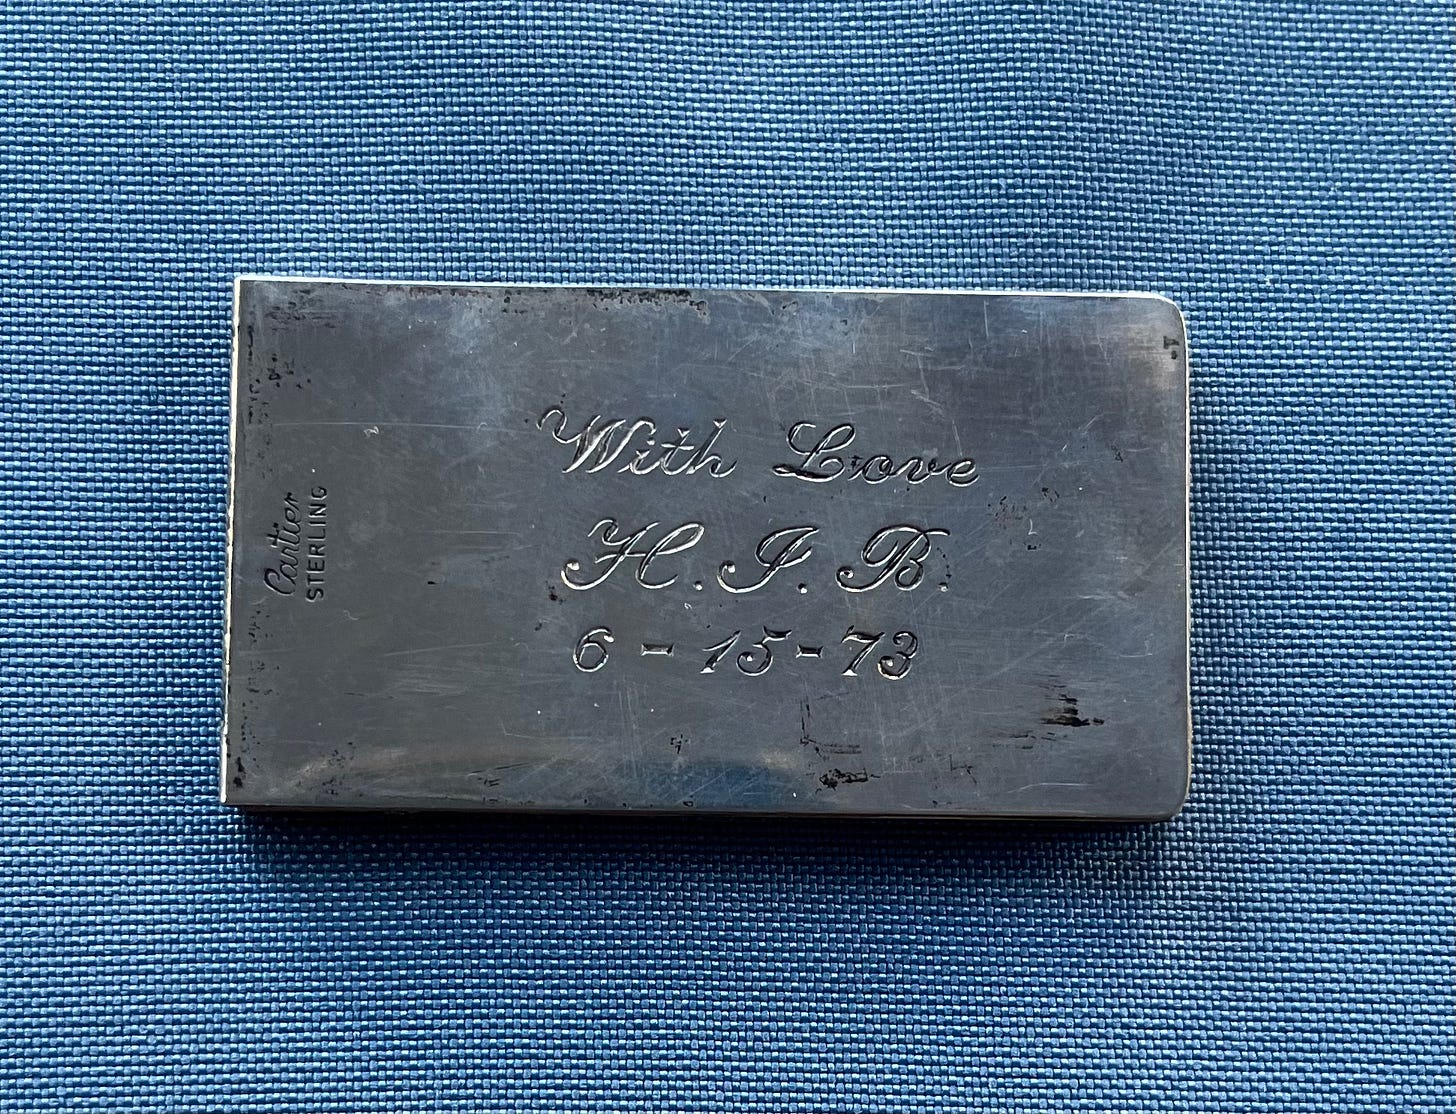 Cartier
STERLING
With Love
H. I. B.
6 - 15 - 73